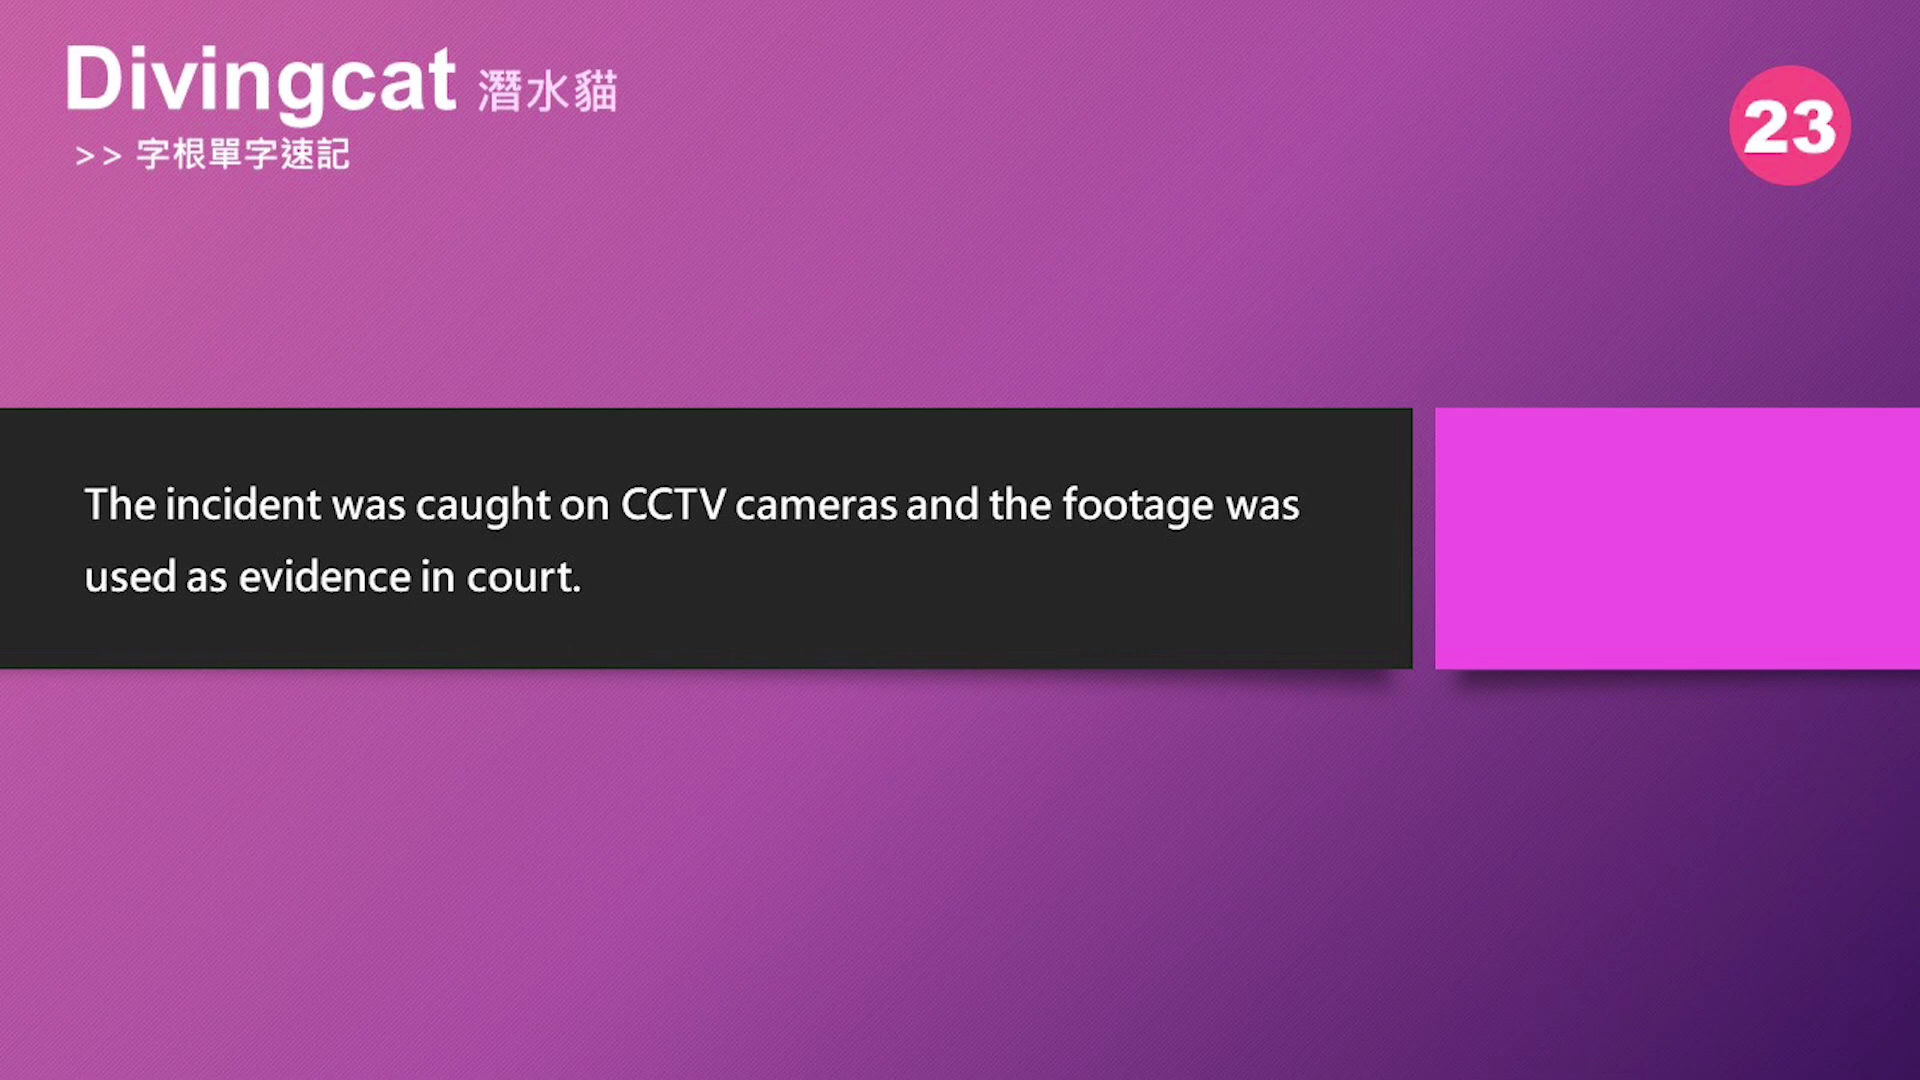 Divingcat 潛水貓
>> 字根單字速記
23
The incident was caught on CCTV cameras and the footage was
used as evidence in court.